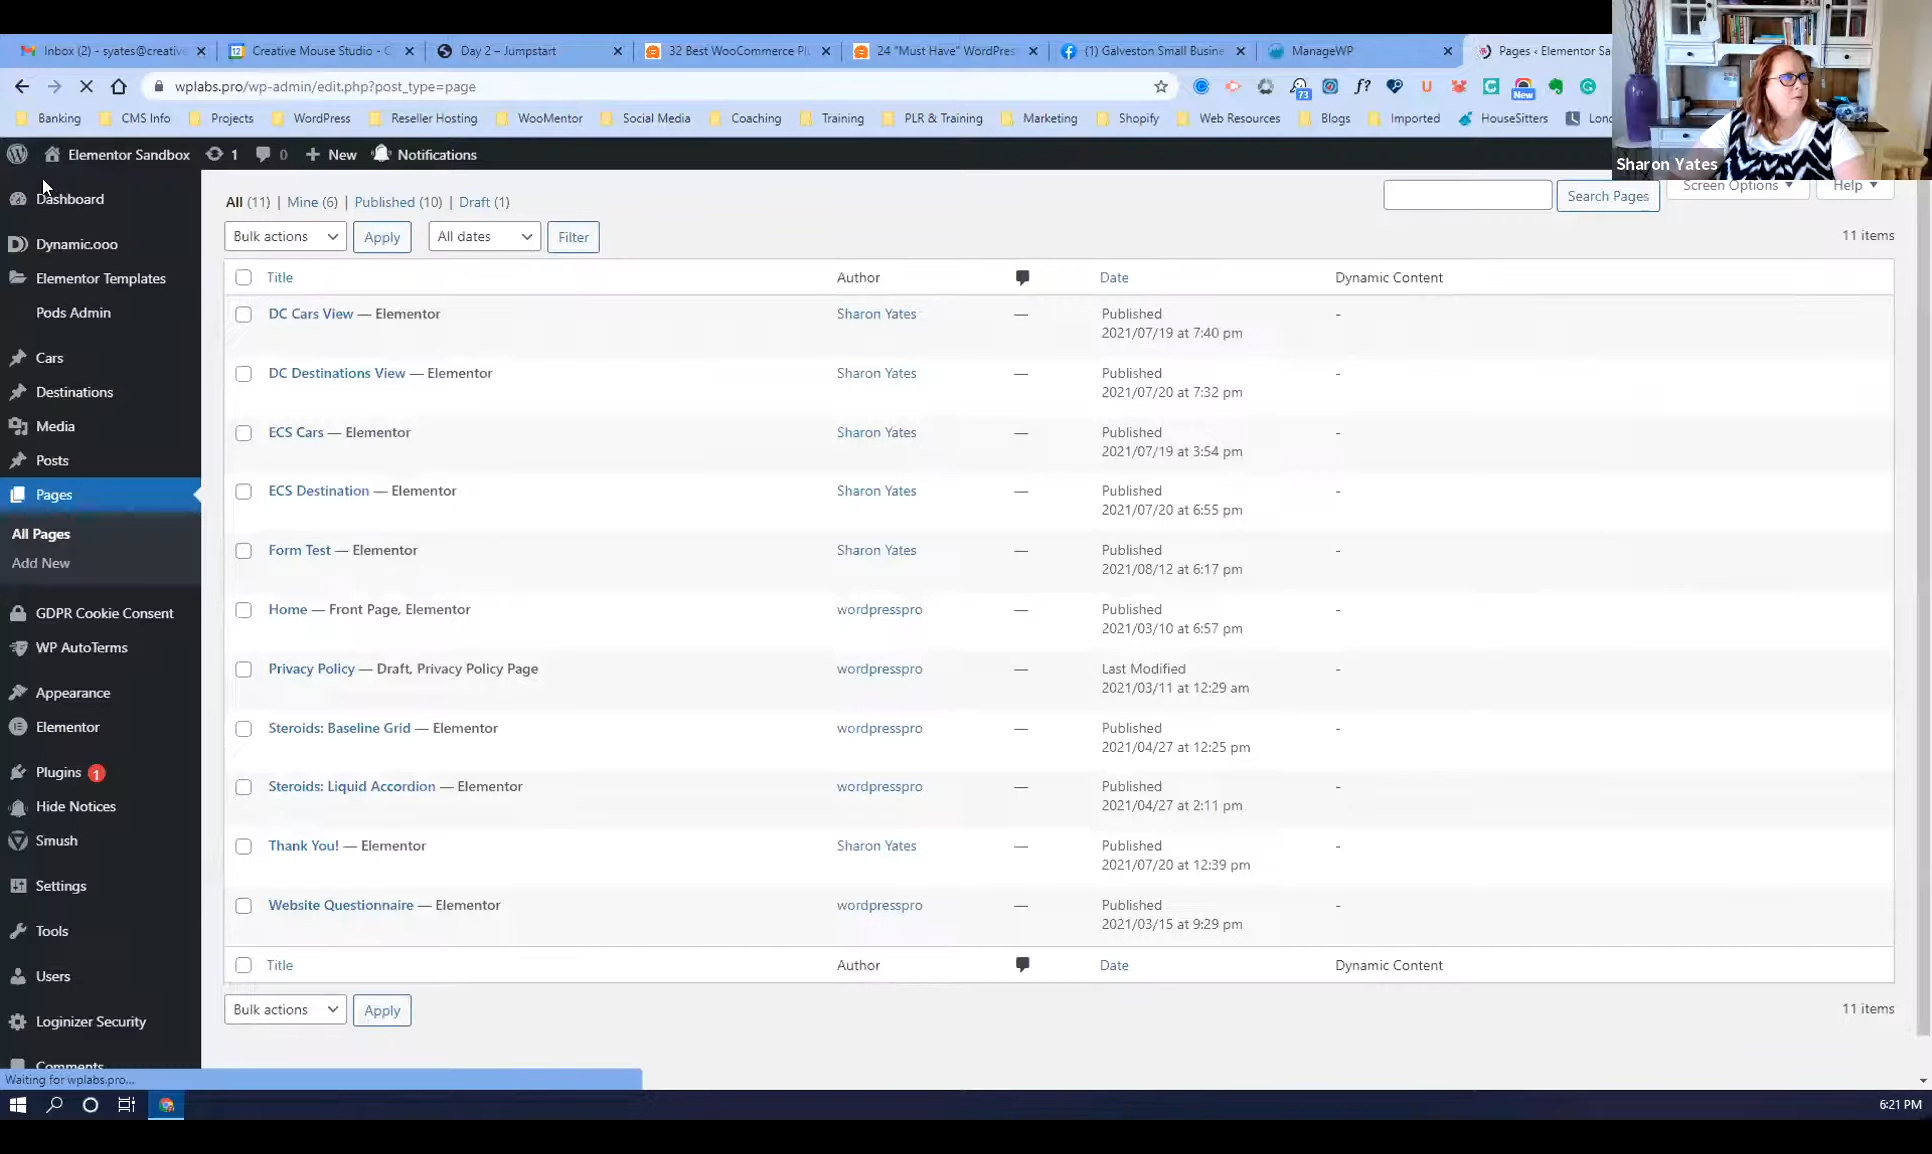 Inbox (2) - syates@creative
Creative Mouse Studio - C
Day 2 – Jumpstart
32 Best WooCommerce Pl
24 "Must Have" WordPres
(1) Galveston Small Busine
ManageWP
Pages ‹ Elementor Sa
wplabs.pro/wp-admin/edit.php?post_type=page
73
f?
New
Banking
CMS Info
Projects
WordPress
Reseller Hosting
WooMentor
Social Media
Coaching
Training
PLR & Training
Marketing
Shopify
Web Resources
Blogs
Imported
HouseSitters
Lon
Sharon Yates
Elementor Sandbox
1
0
New
Notifications
Dashboard
Dynamic.ooo
Elementor Templates
Pods Admin
Cars
Destinations
Media
Posts
Pages
All Pages
Add New
GDPR Cookie Consent
WP AutoTerms
Appearance
Elementor
Plugins 1
Hide Notices
Smush
Settings
Tools
Users
Loginizer Security
Comments
Screen Options
Help
All (11) | Mine (6) | Published (10) | Draft (1)
Search Pages
Bulk actions
Apply
All dates
Filter
11 items
Title Author Date Dynamic Content
DC Cars View — Elementor Sharon Yates — Published -
2021/07/19 at 7:40 pm
DC Destinations View — Elementor Sharon Yates — Published -
2021/07/20 at 7:32 pm
ECS Cars — Elementor Sharon Yates — Published -
2021/07/19 at 3:54 pm
ECS Destination — Elementor Sharon Yates — Published -
2021/07/20 at 6:55 pm
Form Test — Elementor Sharon Yates — Published -
2021/08/12 at 6:17 pm
Home — Front Page, Elementor wordpresspro — Published -
2021/03/10 at 6:57 pm
Privacy Policy — Draft, Privacy Policy Page wordpresspro — Last Modified -
2021/03/11 at 12:29 am
Steroids: Baseline Grid — Elementor wordpresspro — Published -
2021/04/27 at 12:25 pm
Steroids: Liquid Accordion — Elementor wordpresspro — Published -
2021/04/27 at 2:11 pm
Thank You! — Elementor Sharon Yates — Published -
2021/07/20 at 12:39 pm
Website Questionnaire — Elementor wordpresspro — Published -
2021/03/15 at 9:29 pm
Title Author Date Dynamic Content
Bulk actions
Apply
11 items
Waiting for wplabs.pro...
6:21 PM